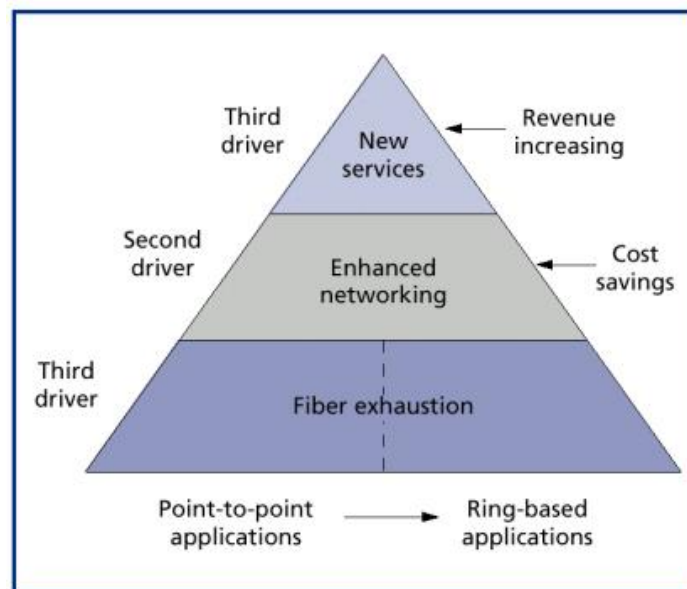 Third
driver
New
services
Revenue
increasing
Second
driver
Enhanced
networking
Cost
savings
Third
driver
Fiber exhaustion
Point-to-point
applications
Ring-based
applications